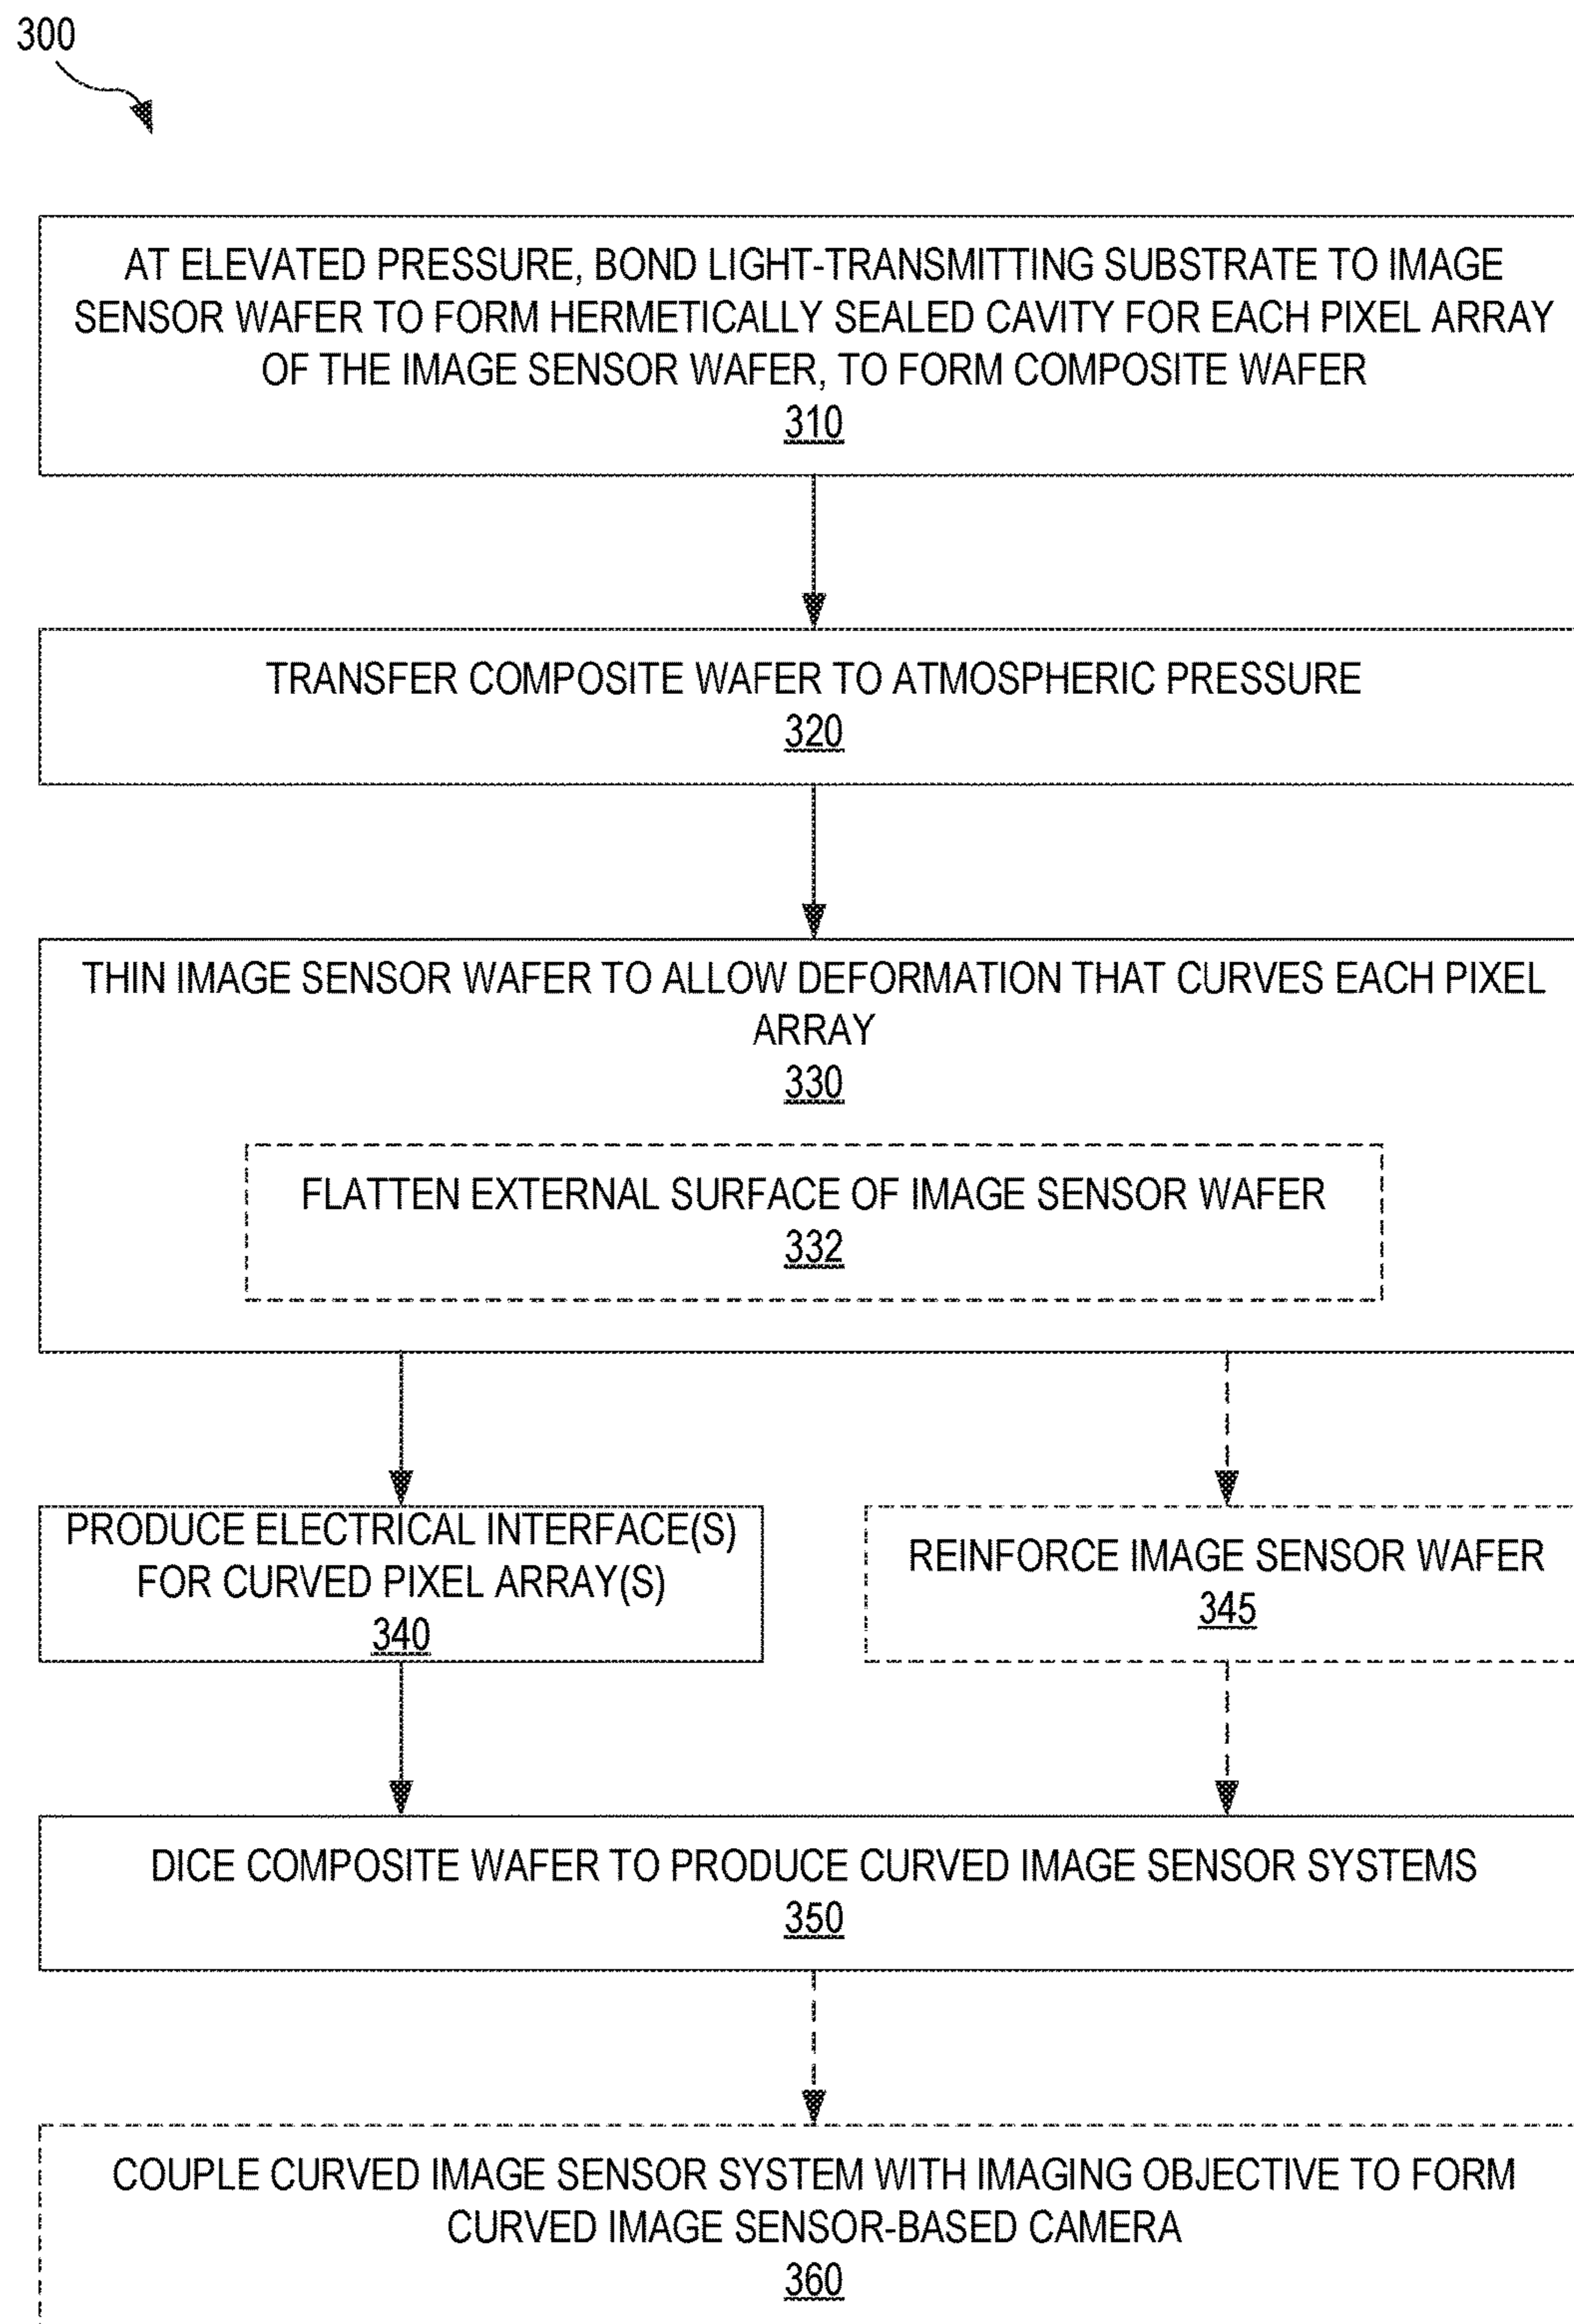 300
AT ELEVATED PRESSURE, BOND LIGHT-TRANSMITTING SUBSTRATE TO IMAGE
SENSOR WAFER TO FORM HERMETICALLY SEALED CAVITY FOR EACH PIXEL ARRAY
OF THE IMAGE SENSOR WAFER, TO FORM COMPOSITE WAFER
310
TRANSFER COMPOSITE WAFER TO ATMOSPHERIC PRESSURE
320
THIN IMAGE SENSOR WAFER TO ALLOW DEFORMATION THAT CURVES EACH PIXEL
ARRAY
330
FLATTEN EXTERNAL SURFACE OF IMAGE SENSOR WAFER
332
PRODUCE ELECTRICAL INTERFACE(S)
FOR CURVED PIXEL ARRAY(S)
340
REINFORCE IMAGE SENSOR WAFER
345
DICE COMPOSITE WAFER TO PRODUCE CURVED IMAGE SENSOR SYSTEMS
350
COUPLE CURVED IMAGE SENSOR SYSTEM WITH IMAGING OBJECTIVE TO FORM
CURVED IMAGE SENSOR-BASED CAMERA
360